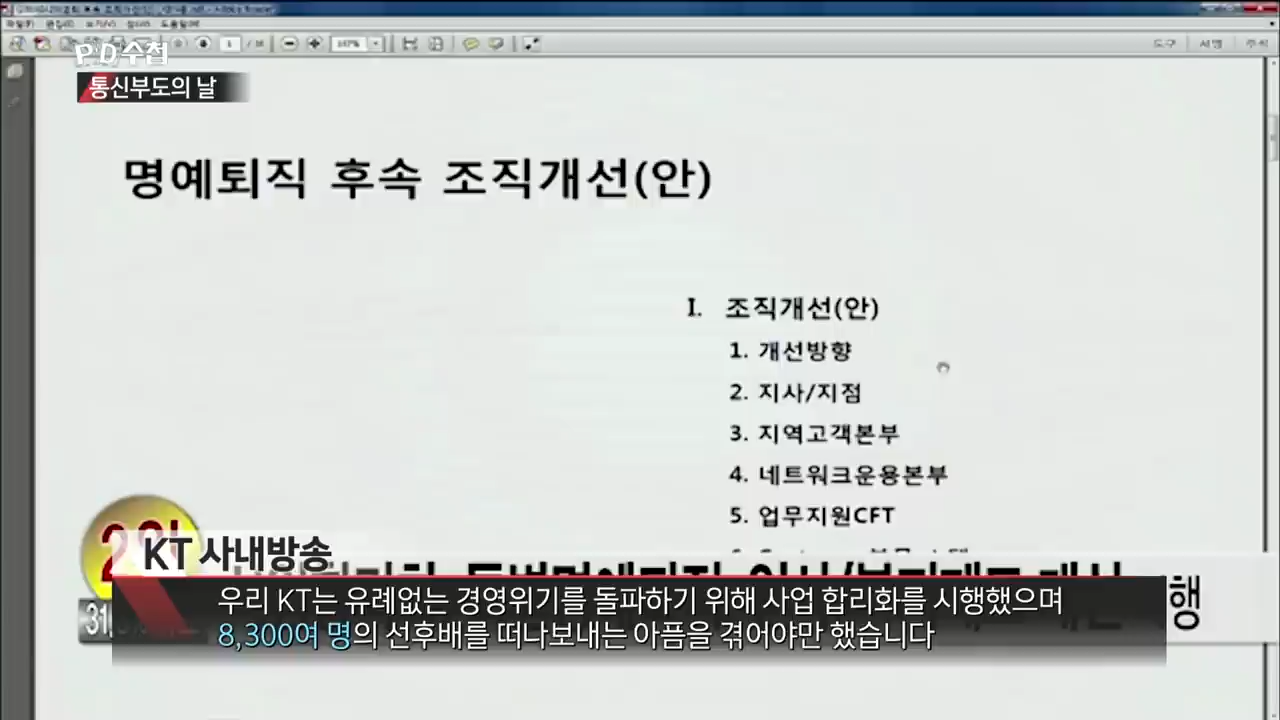 PD수첩
통신부도의 날
명예퇴직 후속 조직개선(안)
I. 조직개선(안)
1. 개선방향
2. 지사/지점
3. 지역고객본부
4. 네트워크운용본부
5. 업무지원CFT
KT 사내방송
우리 KT는 유례없는 경영위기를 돌파하기 위해 사업 합리화를 시행했으며
8,300여 명의 선후배를 떠나보내는 아픔을 겪어야만 했습니다